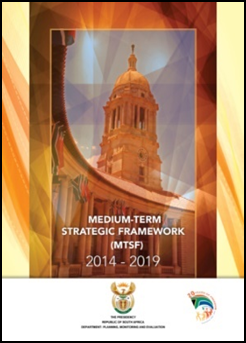 MEDIUM-TERM
STRATEGIC FRAMEWORK
(MTSF)
2014 - 2019
THE PRESIDENCY
REPUBLIC OF SOUTH AFRICA
DEPARTMENT: PLANNING, MONITORING AND EVALUATION